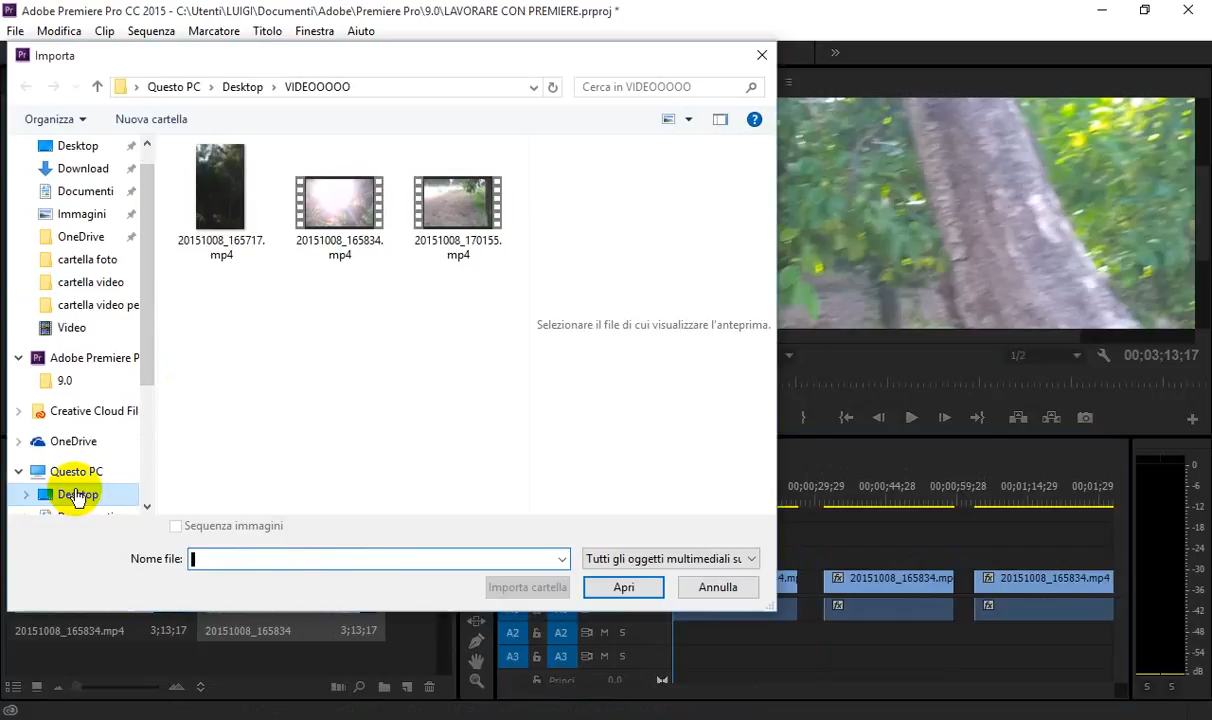 Adobe Premiere Pro CC 2015 - C:\Utenti\LUIGI\Documenti\Adobe\Premiere Pro\9.0\LAVORARE CON PREMIERE.prproj *
File Modifica Clip Sequenza Marcatore Titolo Finestra Aiuto
Importa
Questo PC > Desktop > VIDEOOOOO
Cerca in VIDEOOOOO
Organizza Nuova cartella
Desktop
Download
Documenti
Immagini
OneDrive
cartella foto
cartella video
cartella video pe
Video
Adobe Premiere P
9.0
Creative Cloud Fil
OneDrive
Questo PC
Desktop
20151008_165717.
mp4
20151008_165834.
mp4
20151008_170155.
mp4
Selezionare il file di cui visualizzare l'anteprima.
Sequenza immagini
Nome file:
Tutti gli oggetti multimediali su
Importa cartella Apri Annulla
1/2 00;03;13;17
00;00;29;29 00;00;44;28 00;00;59;28 00;01;14;29 00;01;29
20151008_165834.mp 20151008_165834.mp4
20151008_165834.mp4 3;13;17 20151008_165834 3;13;17
A2 A2 M S
A3 A3 M S
Princi 0,0
0
-6
-12
-18
-24
-30
-36
-42
-48
-54
dB
S S